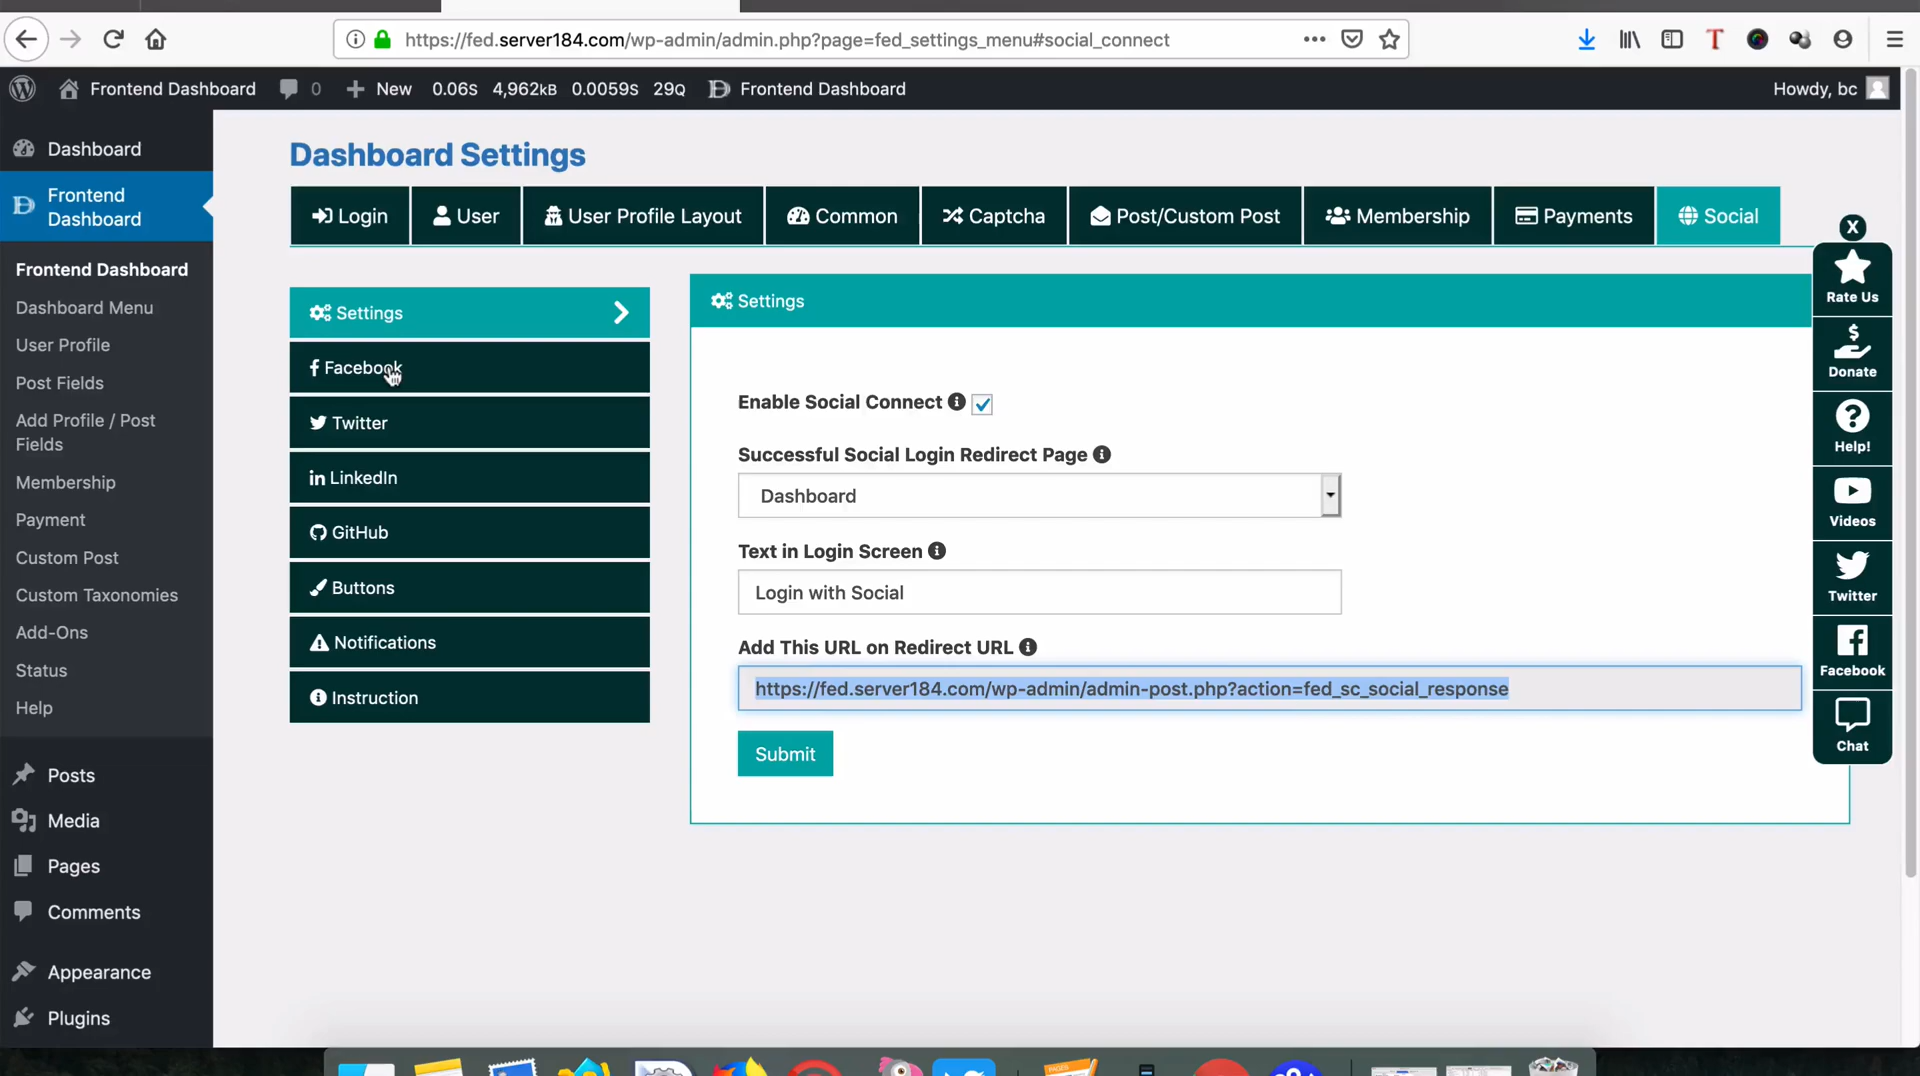 https://fed.server184.com/wp-admin/admin.php?page=fed_settings_menu#social_connect
Frontend Dashboard 0 New 0.06S 4,962kB 0.0059S 29Q Frontend Dashboard Howdy, bc
Dashboard
Frontend
Dashboard
Frontend Dashboard
Dashboard Menu
User Profile
Post Fields
Add Profile / Post
Fields
Membership
Payment
Custom Post
Custom Taxonomies
Add-Ons
Status
Help
Posts
Media
Pages
Comments
Appearance
Plugins
Dashboard Settings
Login User User Profile Layout Common Captcha Post/Custom Post Membership Payments Social
Settings
Facebook
Twitter
LinkedIn
GitHub
Buttons
Notifications
Instruction
Settings
Enable Social Connect
Successful Social Login Redirect Page
Dashboard
Text in Login Screen
Login with Social
Add This URL on Redirect URL
https://fed.server184.com/wp-admin/admin-post.php?action=fed_sc_social_response
Submit
X
Rate Us
Donate
Help!
Videos
Twitter
Facebook
Chat